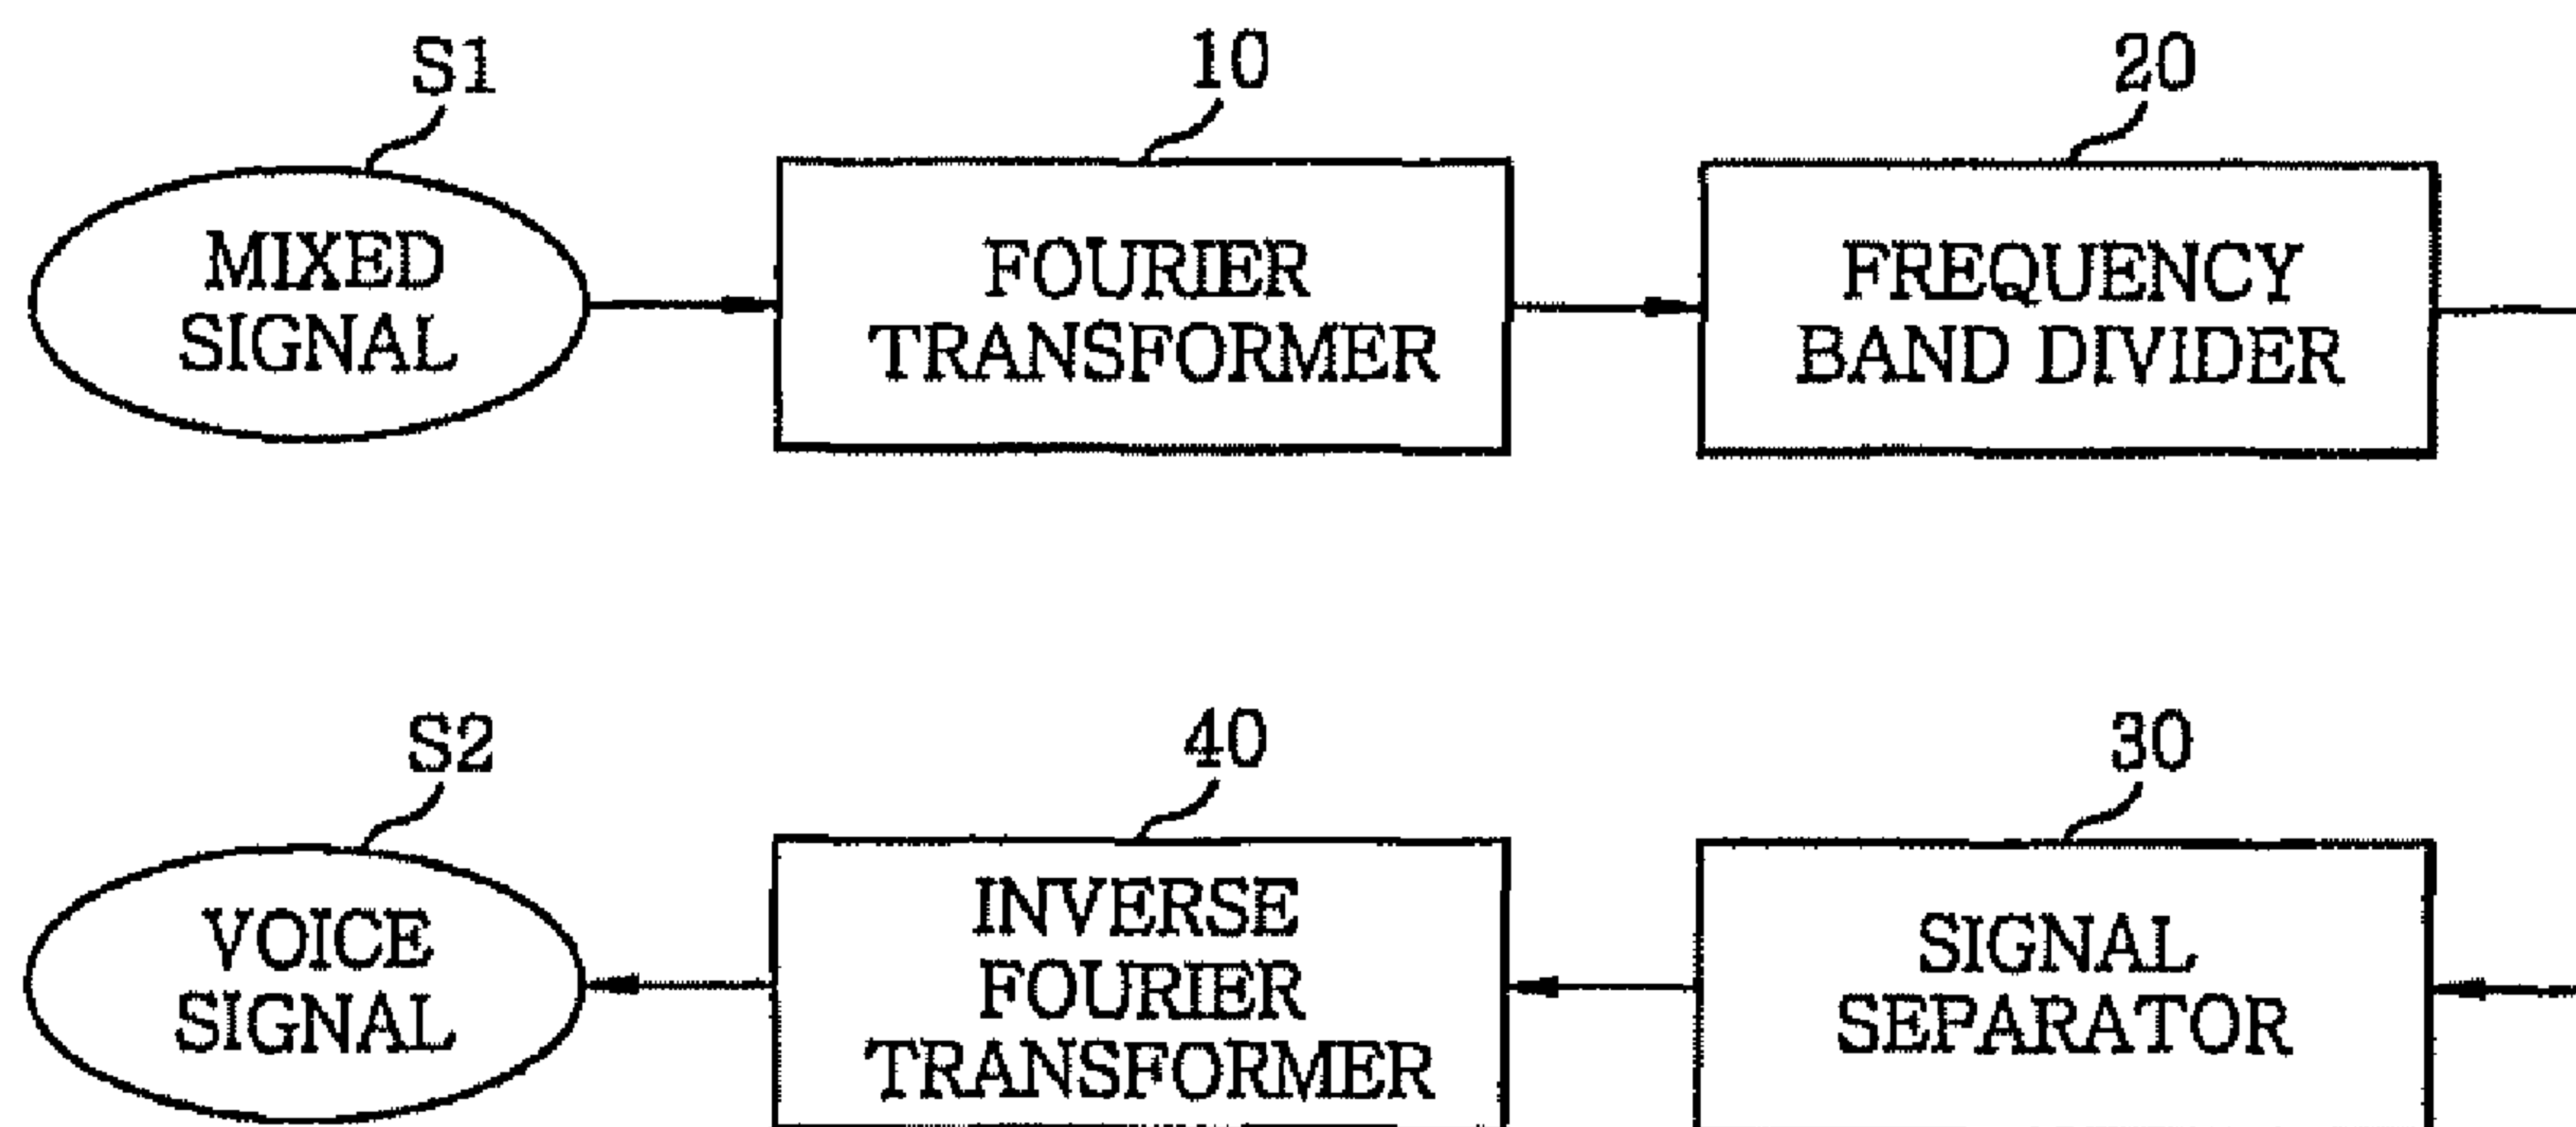 S1
10
20
MIXED
SIGNAL
FOURIER
TRANSFORMER
FREQUENCY
BAND DIVIDER
S2
40
30
VOICE
SIGNAL
INVERSE
FOURIER
TRANSFORMER
SIGNAL
SEPARATOR